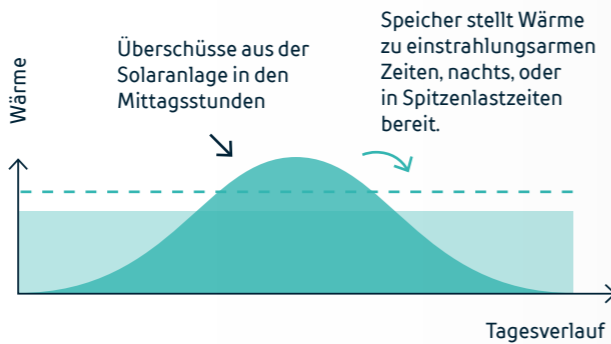 Überschüsse aus der
Solaranlage in den
Mittagsstunden
Speicher stellt Wärme
zu einstrahlungsarmen
Zeiten, nachts, oder
in Spitzenlastzeiten
bereit.
Wärme
Tagesverlauf